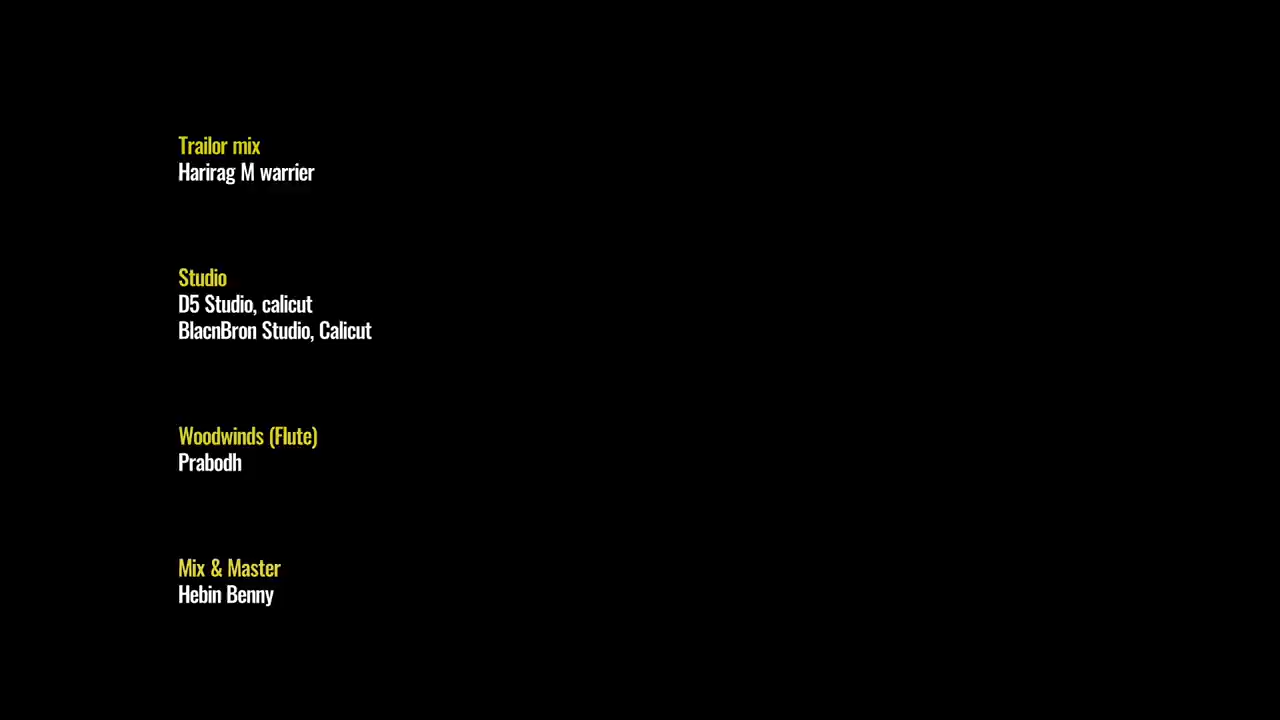 Trailor mix
Harirag M warrier
Studio
D5 Studio, calicut
BlacnBron Studio, Calicut
Woodwinds (Flute)
Prabodh
Mix & Master
Hebin Benny